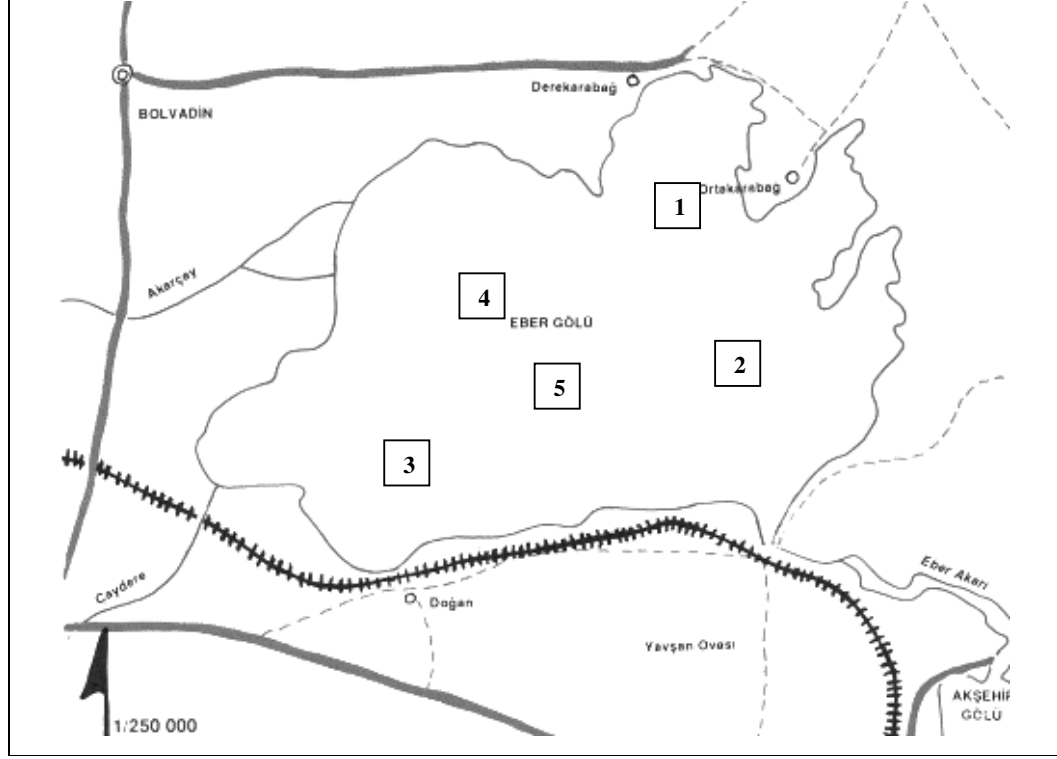 Derekarabağ
BOLVADİN
Ortakarabağ
1
Akarçay
4
EBER GÖLÜ
2
5
3
Eber Akarı
Çaydere
Doğan
Yavşan Ovası
AKŞEHİR
GÖLÜ
1/250 000